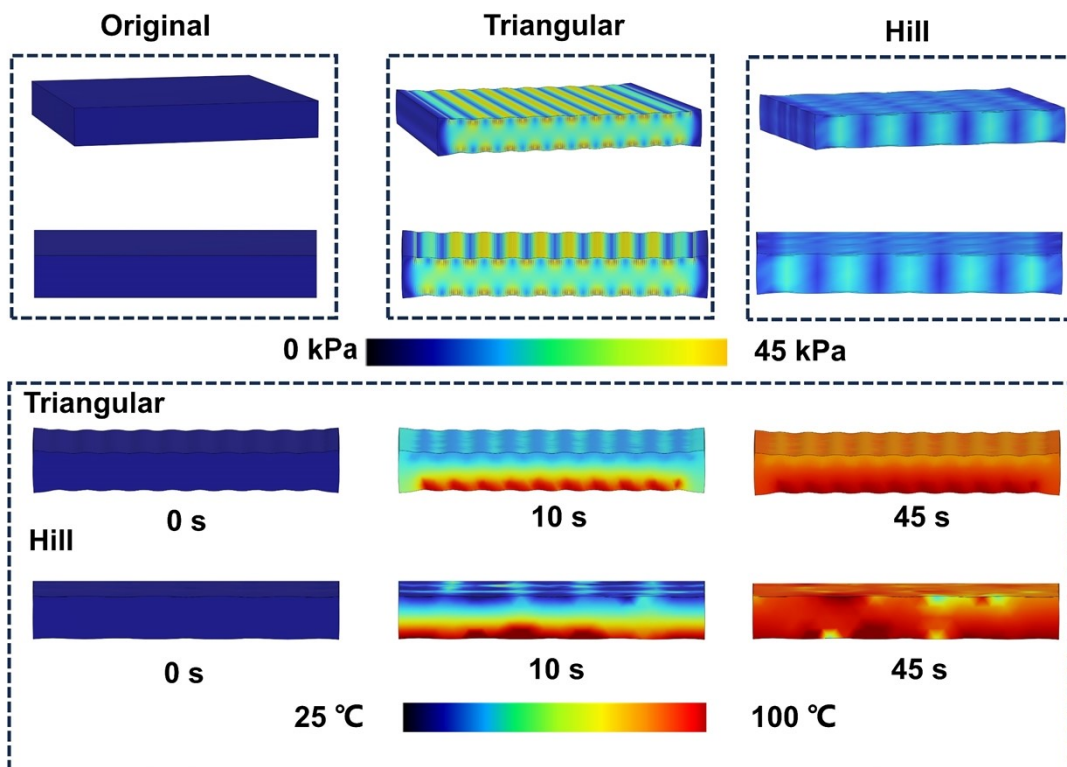 Original
Triangular
Hill
0 kPa
45 kPa
Triangular
0 s
10 s
45 s
Hill
0 s
10 s
45 s
25 ℃
100 ℃